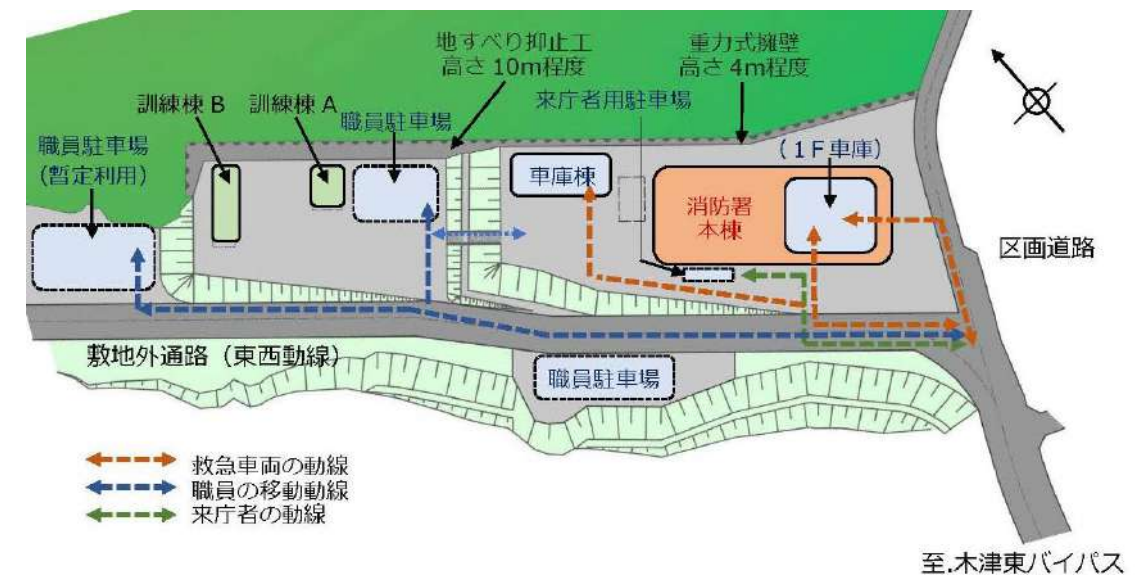 地すべり抑止工
高さ 10m程度
重力式擁壁
高さ 4m程度
来庁者用駐車場
訓練棟 B
訓練棟 A
職員駐車場
職員駐車場
(暫定利用)
車庫棟
(1F車庫)
消防署
本棟
区画道路
敷地外通路(東西動線)
職員駐車場
救急車両の動線
職員の移動動線
来庁者の動線
至.木津東バイパス